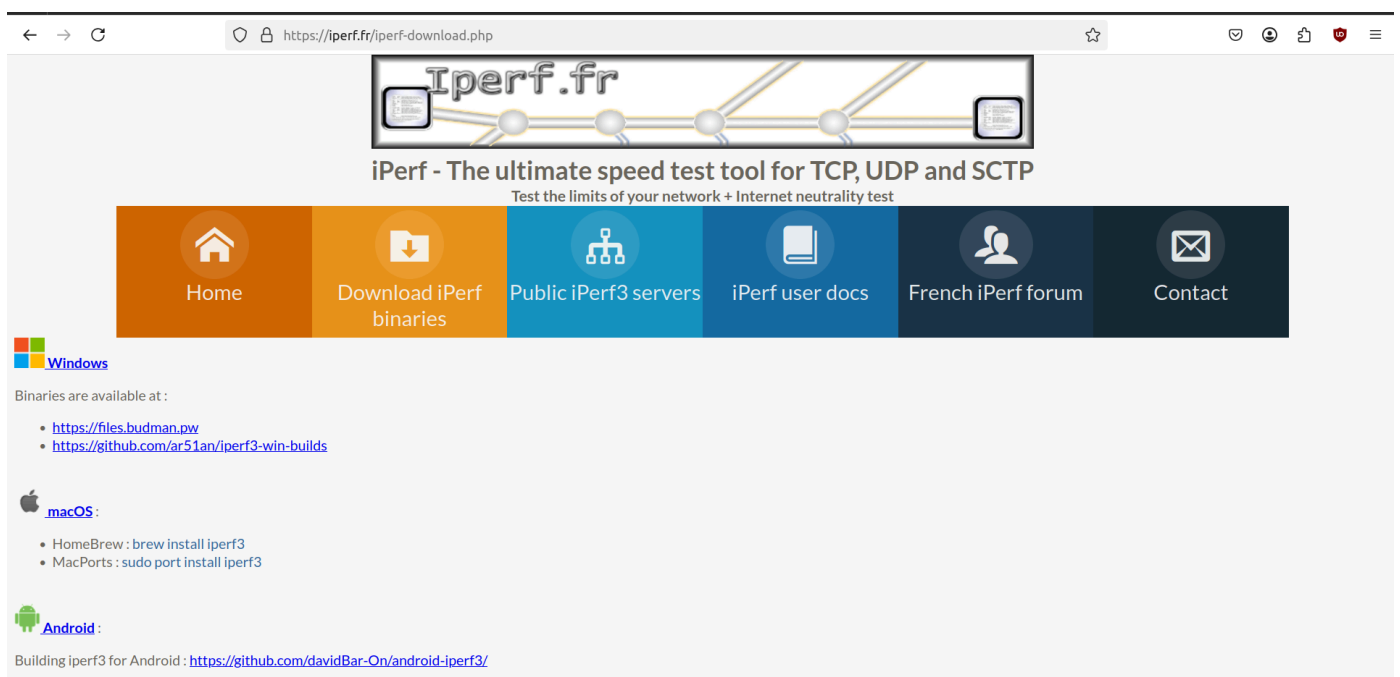 https://iperf.fr/iperf-download.php
Iperf.fr
iPerf - The ultimate speed test tool for TCP, UDP and SCTP
Test the limits of your network + Internet neutrality test
Home
Download iPerf
binaries
Public iPerf3 servers
iPerf user docs
French iPerf forum
Contact
Windows
Binaries are available at :
• https://files.budman.pw
• https://github.com/ar51an/iperf3-win-builds
macOS :
• HomeBrew : brew install iperf3
• MacPorts : sudo port install iperf3
Android :
Building iperf3 for Android : https://github.com/davidBar-On/android-iperf3/